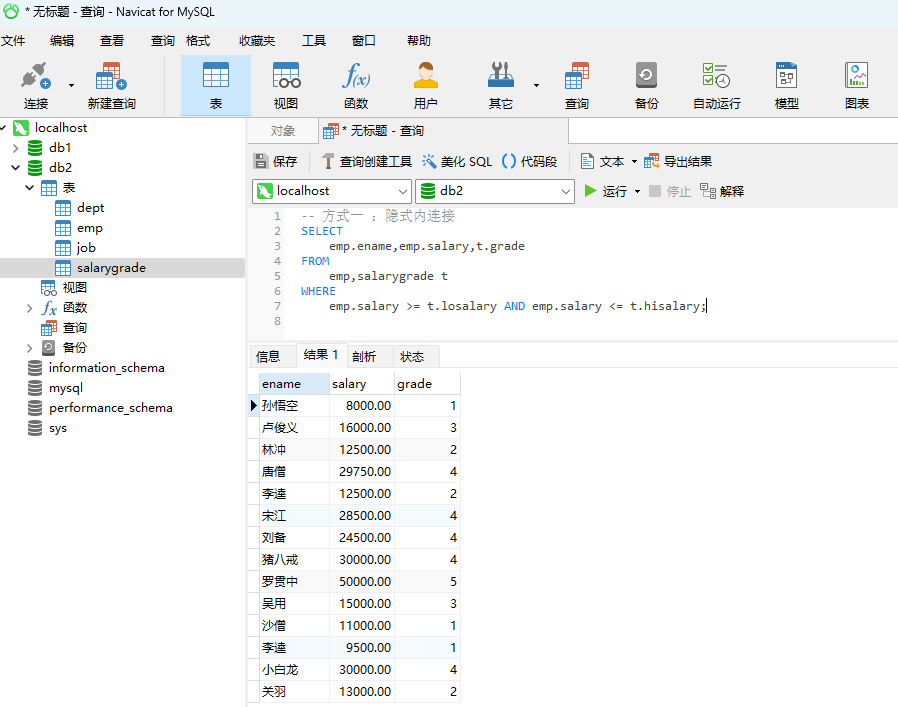 * 无标题 - 查询 - Navicat for MySQL
文件 编辑 查看 查询 格式 收藏夹 工具 窗口 帮助
连接 新建查询 表 视图 函数 用户 其它 查询 备份 自动运行 模型 图表
localhost
db1
db2
表
dept
emp
job
salarygrade
视图
函数
查询
备份
information_schema
mysql
performance_schema
sys
对象 * 无标题 - 查询
保存 查询创建工具 美化 SQL 代码段 文本 导出结果
localhost db2 运行 停止 解释
1 -- 方式一 : 隐式内连接
2 SELECT
3 emp.ename,emp.salary,t.grade
4 FROM
5 emp,salarygrade t
6 WHERE
7 emp.salary >= t.losalary AND emp.salary <= t.hisalary;
8
信息 结果 1 剖析 状态
ename salary grade
孙悟空 8000.00 1
卢俊义 16000.00 3
林冲 12500.00 2
唐僧 29750.00 4
李逵 12500.00 2
宋江 28500.00 4
刘备 24500.00 4
猪八戒 30000.00 4
罗贯中 50000.00 5
吴用 15000.00 3
沙僧 11000.00 1
李逵 9500.00 1
小白龙 30000.00 4
关羽 13000.00 2